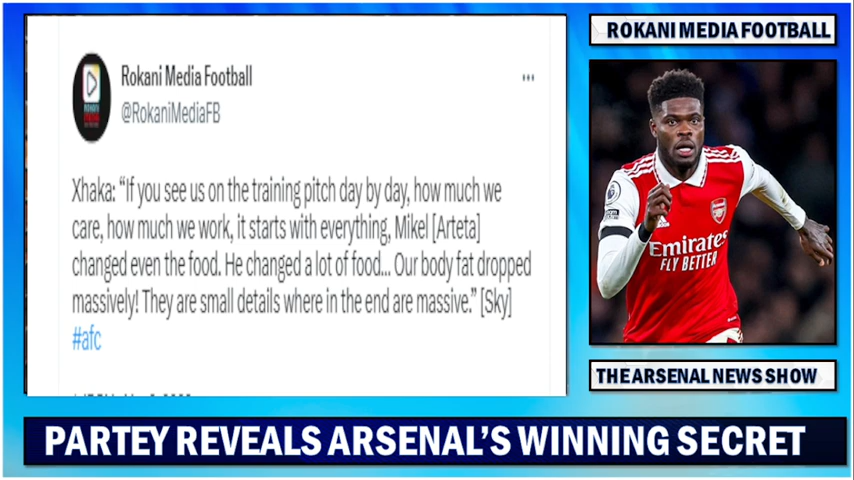 ROKANI MEDIA FOOTBALL
Rokani Media Football
@RokaniMediaFB
Xhaka: “If you see us on the training pitch day by day, how much we
care, how much we work, it starts with everything, Mikel [Arteta]
changed even the food. He changed a lot of food... Our body fat dropped
massively! They are small details where in the end are massive.” [Sky]
#afc
Emirates
FLY BETTER
Arsenal
THE ARSENAL NEWS SHOW
PARTEY REVEALS ARSENAL’S WINNING SECRET